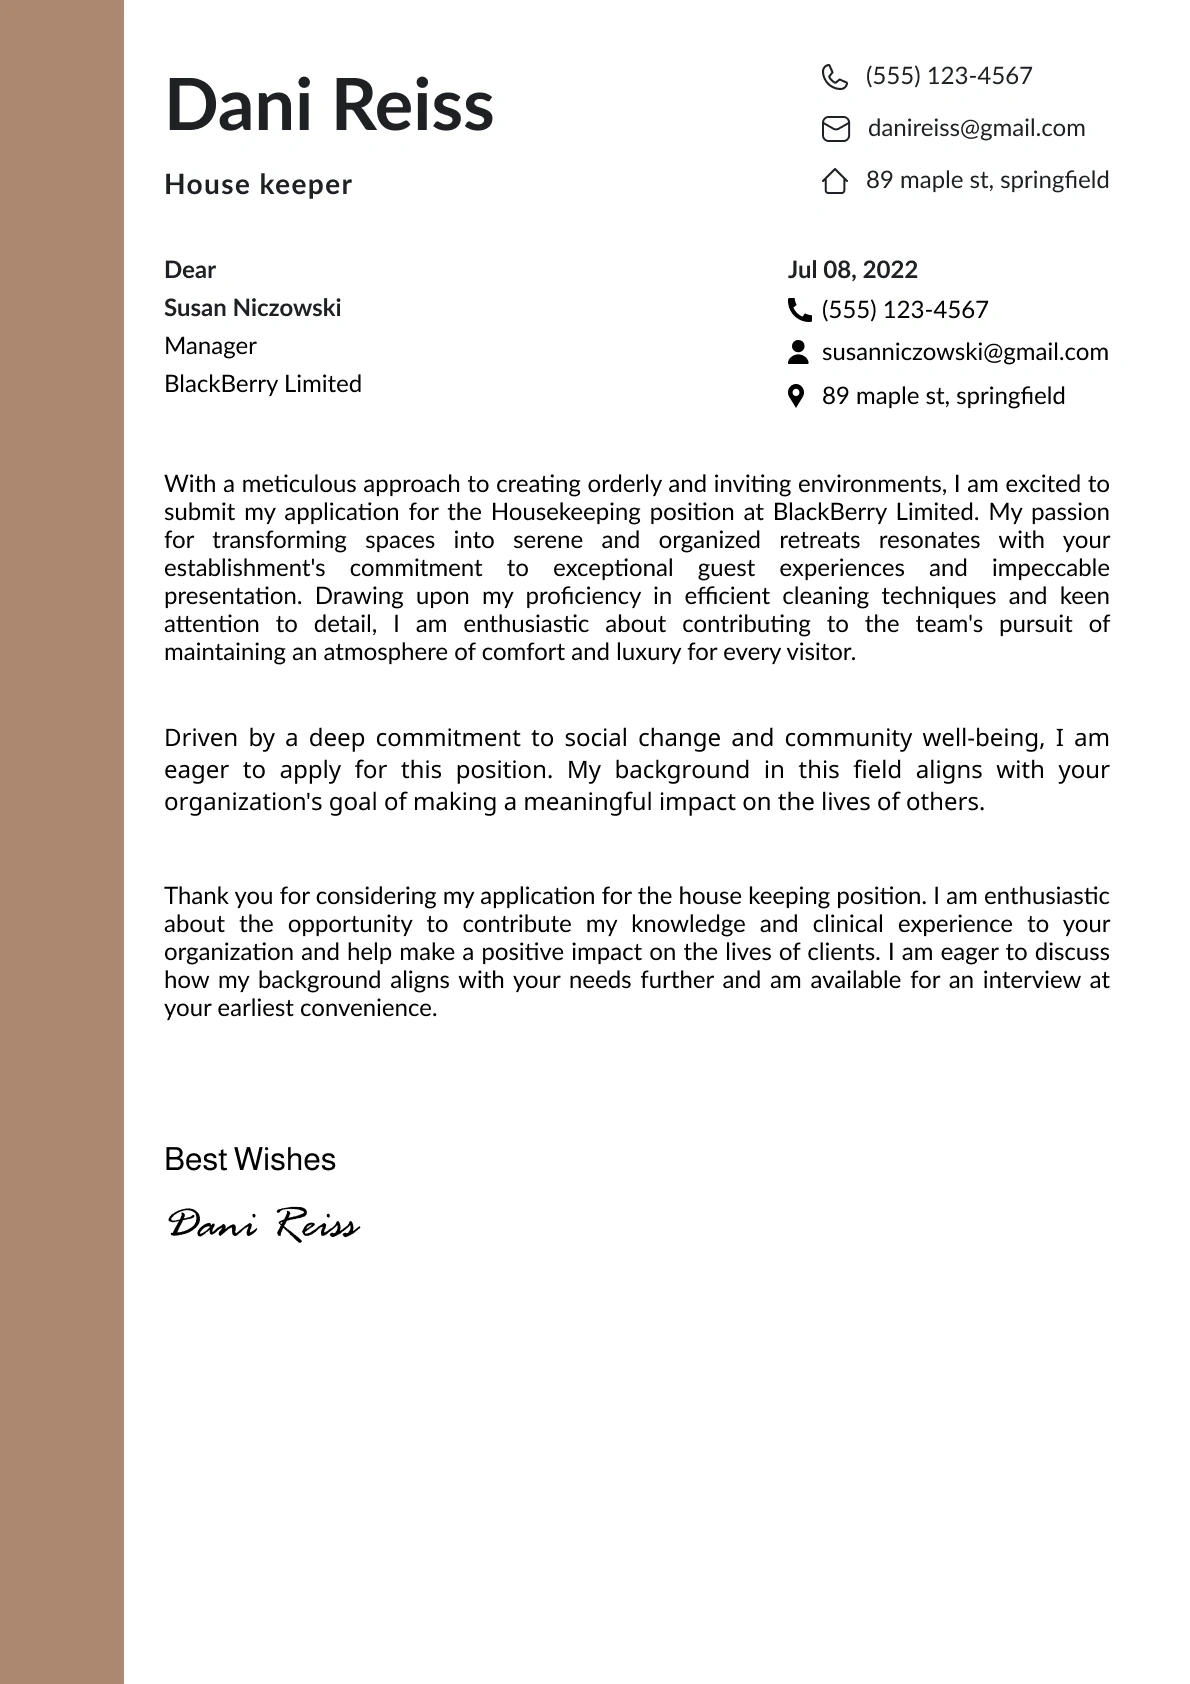 Dani Reiss
House keeper
(555) 123-4567
danireiss@gmail.com
89 maple st, springfield
Dear
Susan Niczowski
Manager
BlackBerry Limited
Jul 08, 2022
(555) 123-4567
susanniczowski@gmail.com
89 maple st, springfield
With a meticulous approach to creating orderly and inviting environments, I am excited to
submit my application for the Housekeeping position at BlackBerry Limited. My passion
for transforming spaces into serene and organized retreats resonates with your
establishment's commitment to exceptional guest experiences and impeccable
presentation. Drawing upon my proficiency in efficient cleaning techniques and keen
attention to detail, I am enthusiastic about contributing to the team's pursuit of
maintaining an atmosphere of comfort and luxury for every visitor.
Driven by a deep commitment to social change and community well-being, I am
eager to apply for this position. My background in this field aligns with your
organization's goal of making a meaningful impact on the lives of others.
Thank you for considering my application for the house keeping position. I am enthusiastic
about the opportunity to contribute my knowledge and clinical experience to your
organization and help make a positive impact on the lives of clients. I am eager to discuss
how my background aligns with your needs further and am available for an interview at
your earliest convenience.
Best Wishes
Dani Reiss